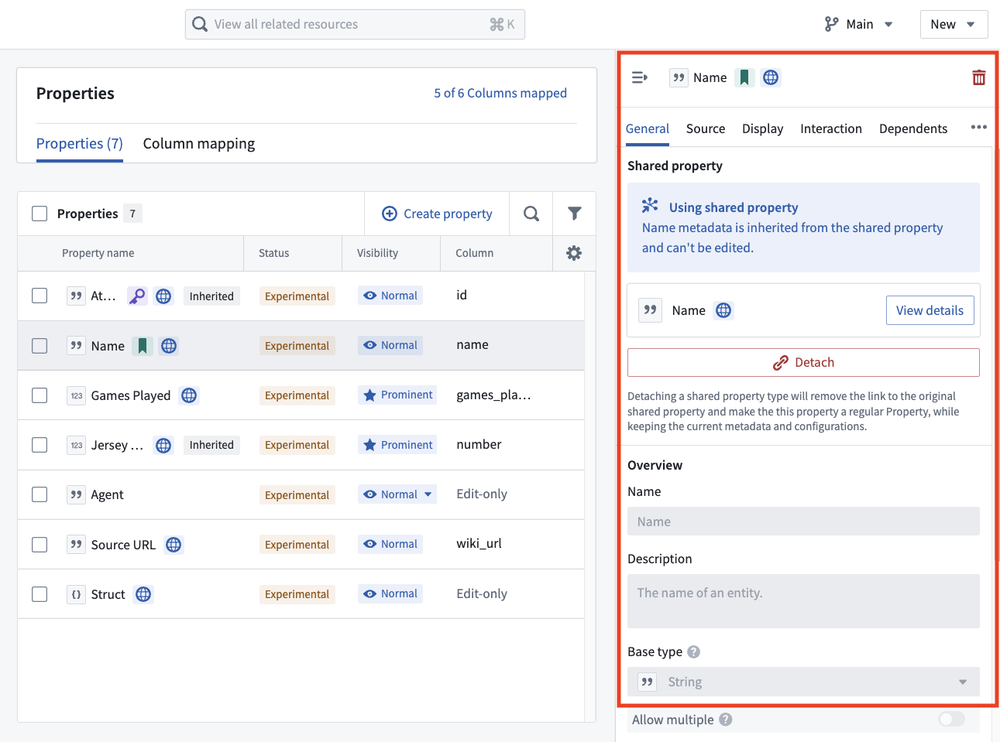 View all related resources ⌘ K
Main
New
Properties
5 of 6 Columns mapped
Properties (7)
Column mapping
Properties 7
Create property
Property name Status Visibility Column
At... Inherited Experimental Normal id
Name Experimental Normal name
123 Games Played Experimental Prominent games_pla...
123 Jersey ... Inherited Experimental Prominent number
Agent Experimental Normal Edit-only
Source URL Experimental Normal wiki_url
{} Struct Experimental Normal Edit-only
Name
General Source Display Interaction Dependents
Shared property
Using shared property
Name metadata is inherited from the shared property
and can't be edited.
Name
View details
Detach
Detaching a shared property type will remove the link to the original
shared property and make the this property a regular Property, while
keeping the current metadata and configurations.
Overview
Name
Name
Description
The name of an entity.
Base type ?
String
Allow multiple ?